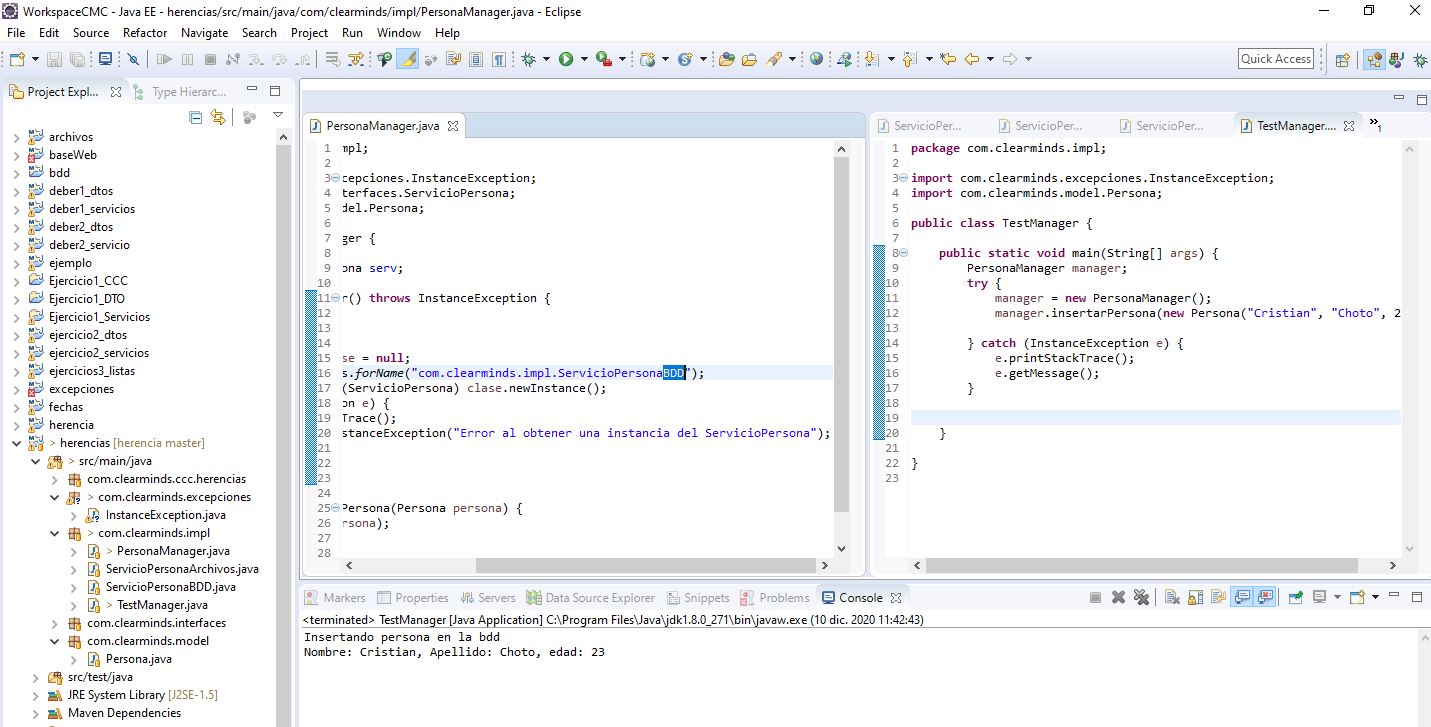 WorkspaceCMC - Java EE - herencias/src/main/java/com/clearminds/impl/PersonaManager.java - Eclipse
File Edit Source Refactor Navigate Search Project Run Window Help
Quick Access
Project Expl...
Type Hierarc...
archivos
baseWeb
bdd
deber1_dtos
deber1_servicios
deber2_dtos
deber2_servicio
ejemplo
Ejercicio1_CCC
Ejercicio1_DTO
Ejercicio1_Servicios
ejercicio2_dtos
ejercicio2_servicios
ejercicios3_listas
excepciones
fechas
herencia
> herencias [herencia master]
> src/main/java
com.clearminds.ccc.herencias
> com.clearminds.excepciones
InstanceException.java
> com.clearminds.impl
> PersonaManager.java
ServicioPersonaArchivos.java
ServicioPersonaBDD.java
> TestManager.java
com.clearminds.interfaces
com.clearminds.model
Persona.java
src/test/java
JRE System Library [J2SE-1.5]
Maven Dependencies
PersonaManager.java
1 mpl;
2
3 cepciones.InstanceException;
4 terfaces.ServicioPersona;
5 del.Persona;
6
7 ger {
8
9 ona serv;
10
11 r() throws InstanceException {
12
13
14
15 se = null;
16 s.forName("com.clearminds.impl.ServicioPersonaBDD");
17 (ServicioPersona) clase.newInstance();
18 on e) {
19 Trace();
20 stanceException("Error al obtener una instancia del ServicioPersona");
21
22
23
24
25 Persona(Persona persona) {
26 rsona);
27
28
ServicioPer...
ServicioPer...
ServicioPer...
TestManager....
»1
1 package com.clearminds.impl;
2
3 import com.clearminds.excepciones.InstanceException;
4 import com.clearminds.model.Persona;
5
6 public class TestManager {
7
8 public static void main(String[] args) {
9 PersonaManager manager;
10 try {
11 manager = new PersonaManager();
12 manager.insertarPersona(new Persona("Cristian", "Choto", 2
13
14 } catch (InstanceException e) {
15 e.printStackTrace();
16 e.getMessage();
17 }
18
19
20 }
21
22 }
23
Markers Properties Servers Data Source Explorer Snippets Problems Console
<terminated> TestManager [Java Application] C:\Program Files\Java\jdk1.8.0_271\bin\javaw.exe (10 dic. 2020 11:42:43)
Insertando persona en la bdd
Nombre: Cristian, Apellido: Choto, edad: 23